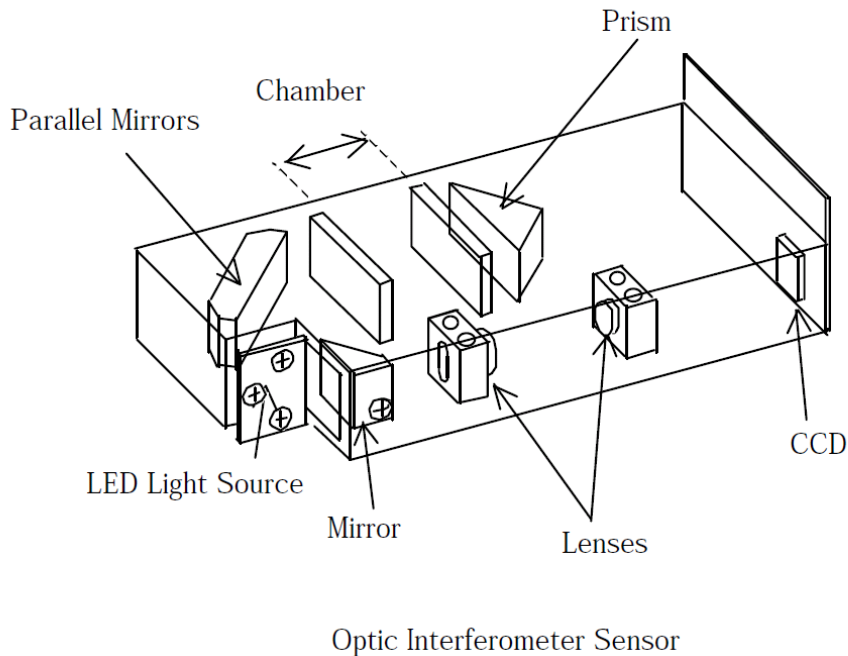 Prism
Chamber
Parallel Mirrors
CCD
LED Light Source
Mirror
Lenses
Optic Interferometer Sensor